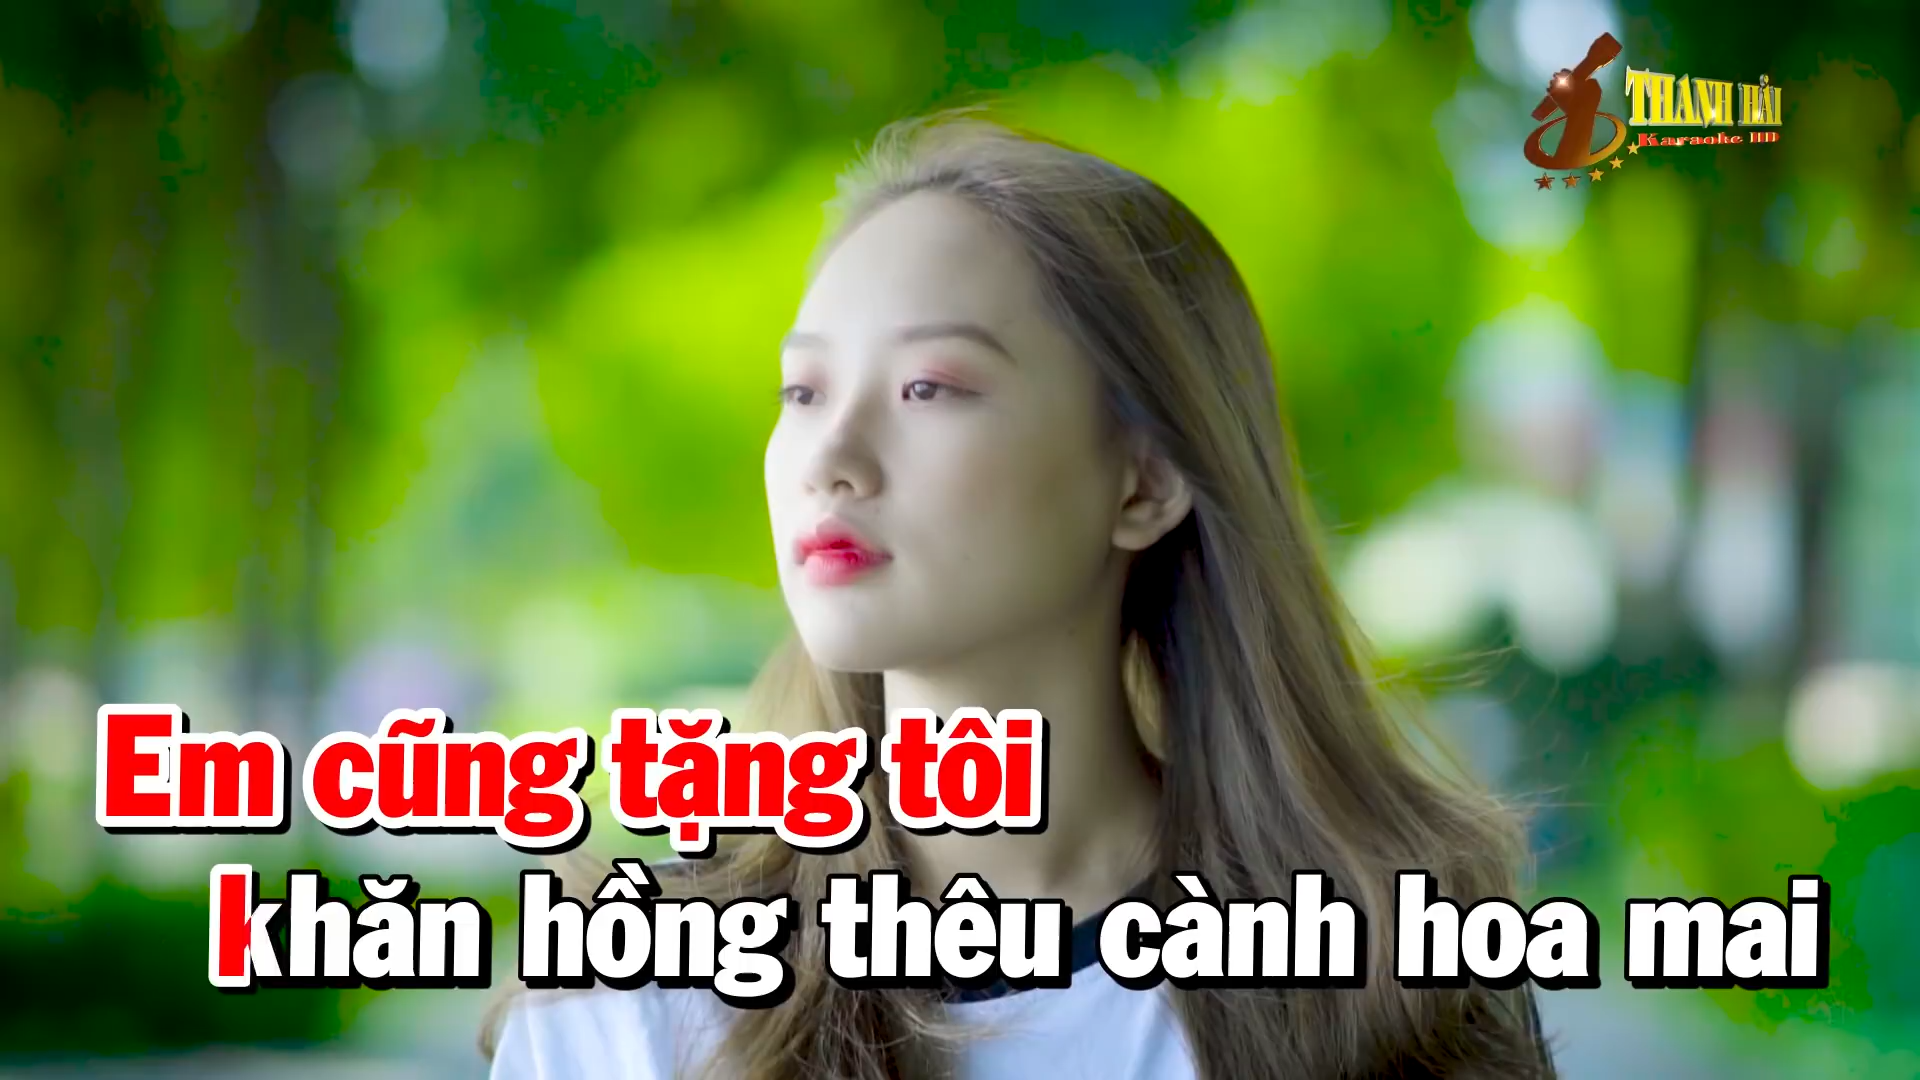 THANH HẢI
Karaoke HD
Em cũng tặng tôi
khăn hồng thêu cành hoa mai